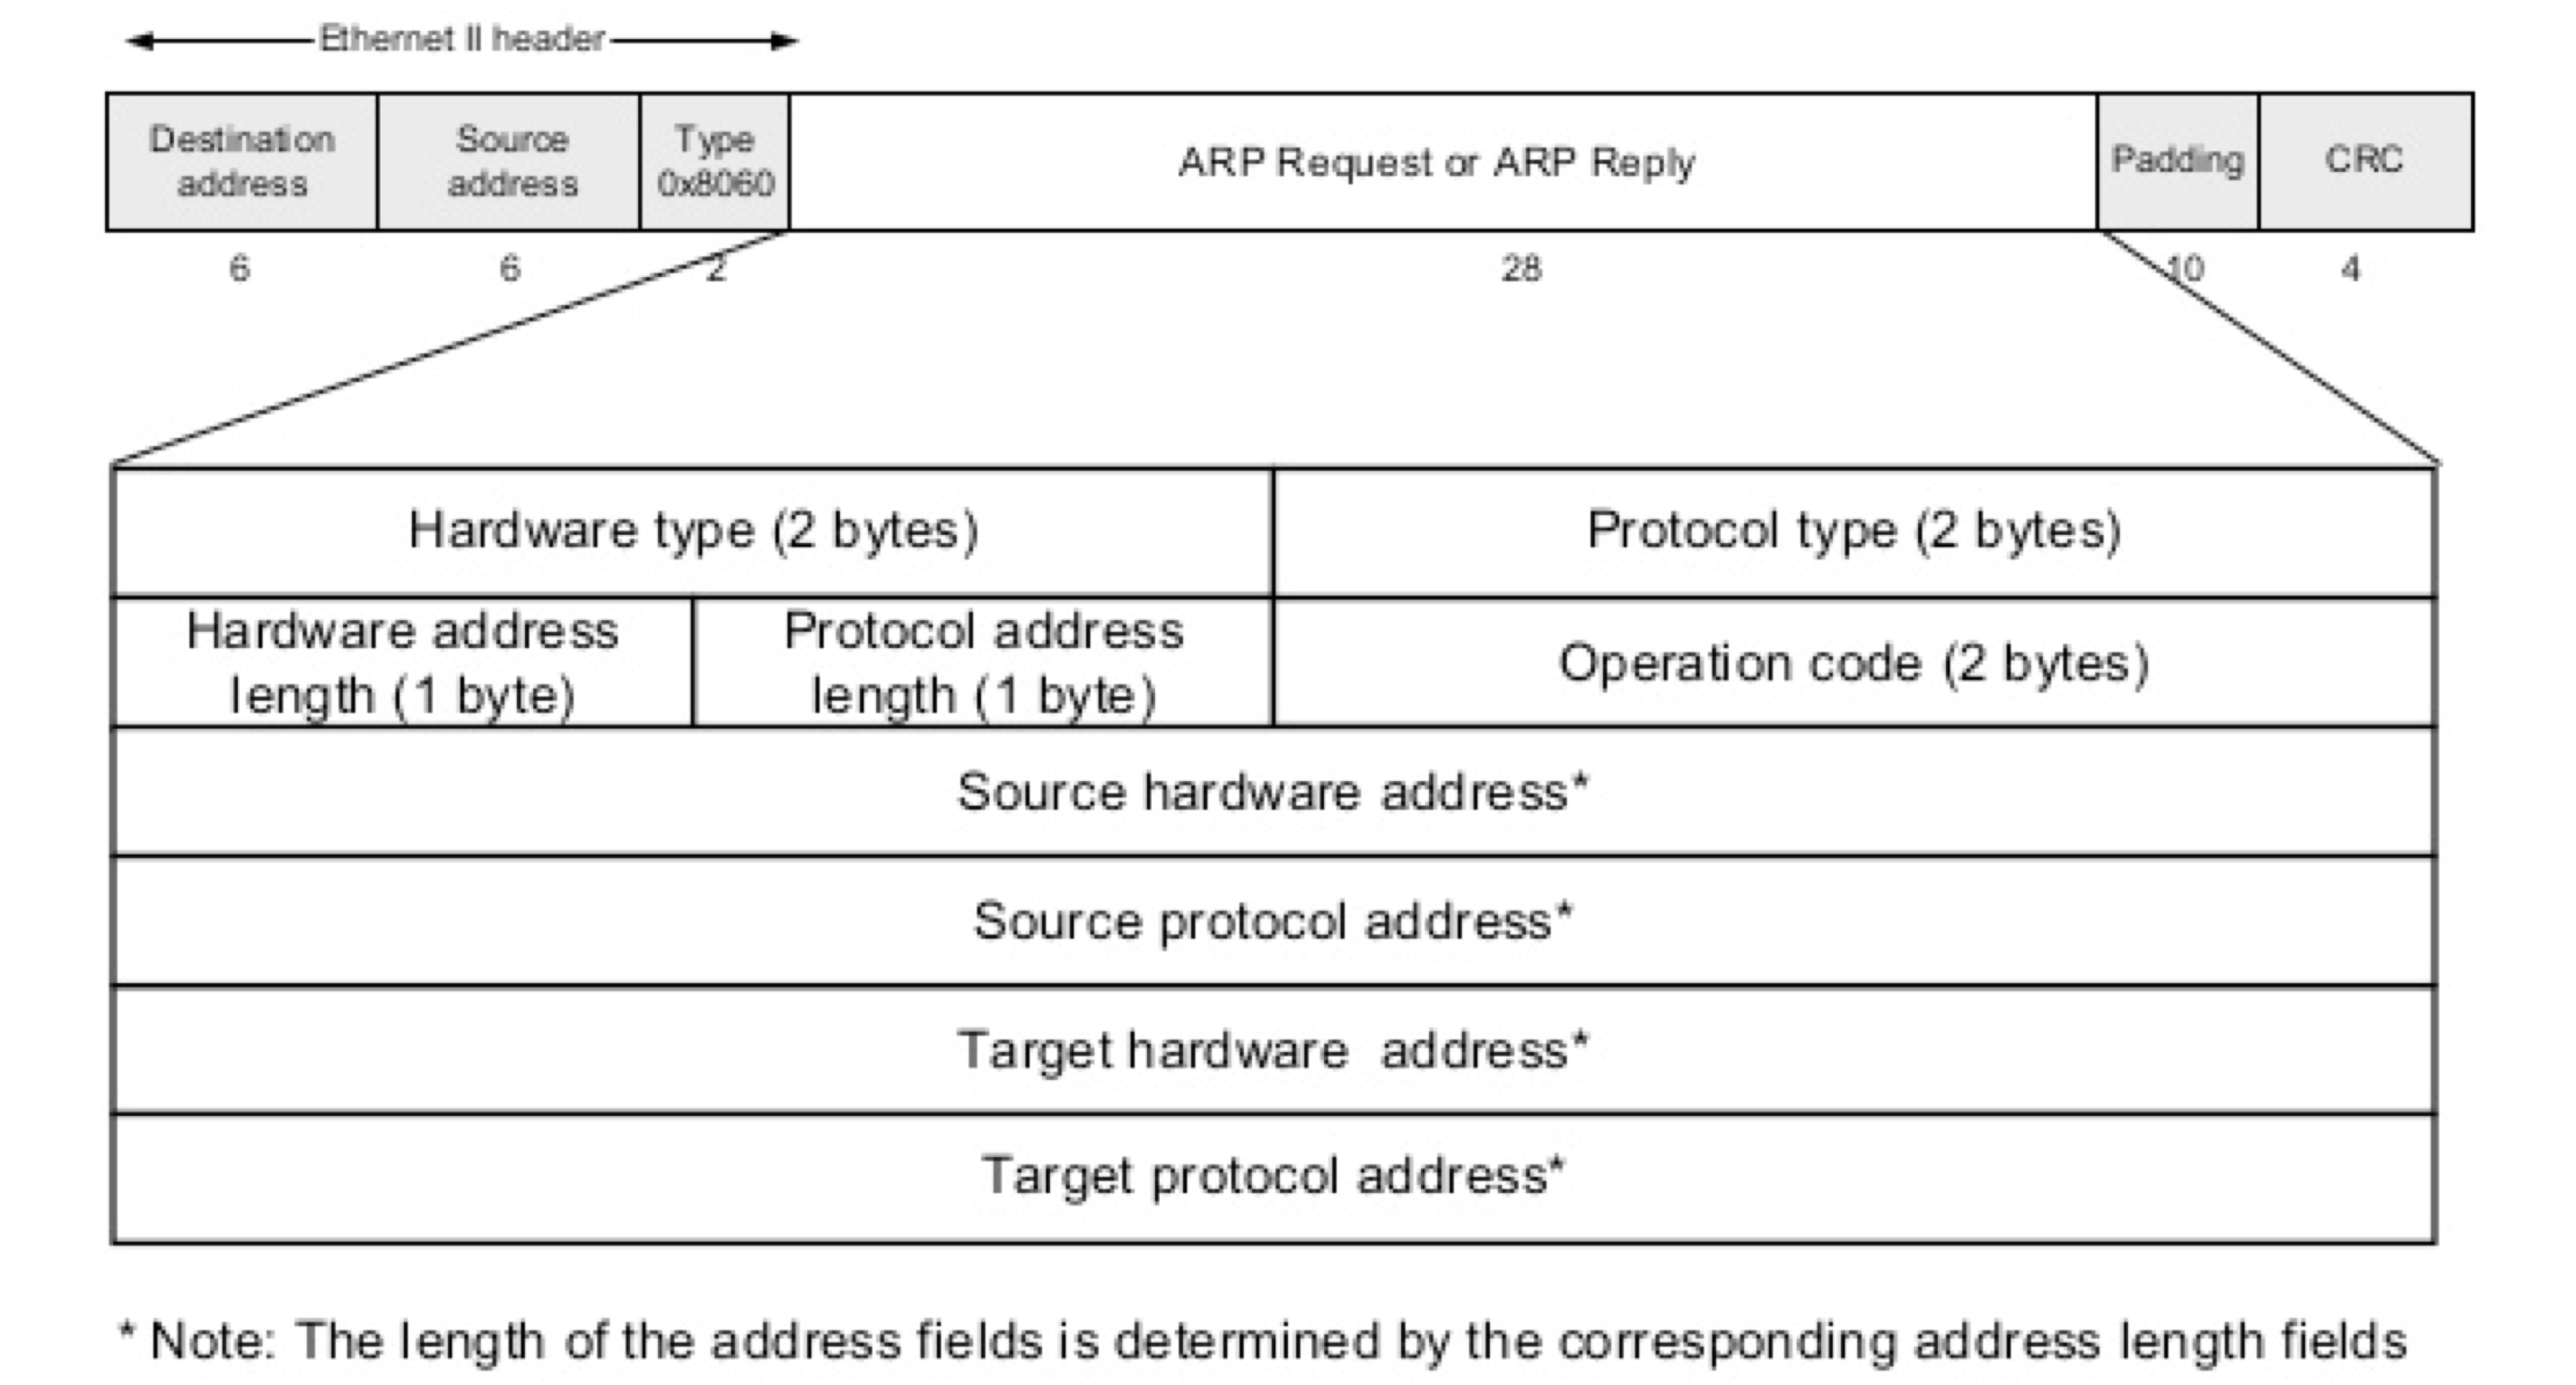 Ethernet II header
Destination
address
Source
address
Type
0x8060
ARP Request or ARP Reply
Padding
CRC
6
6
2
28
10
4
Hardware type (2 bytes)
Protocol type (2 bytes)
Hardware address
length (1 byte)
Protocol address
length (1 byte)
Operation code (2 bytes)
Source hardware address*
Source protocol address*
Target hardware address*
Target protocol address*
* Note: The length of the address fields is determined by the corresponding address length fields